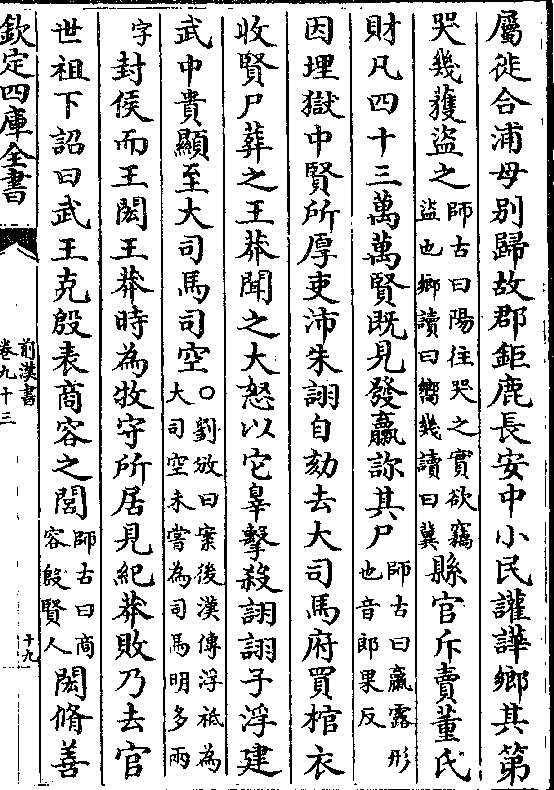 屬徙合浦母别歸故郡鉅鹿長安中小民讙譁鄉其第
哭幾獲盜之師古曰陽往哭之實欲竊盜也鄉讀曰嚮幾讀曰兾縣官斥賣董氏
財凡四十三萬萬賢既見發臝診其尸師古曰臝露形也音郎果反
因埋獄中賢所厚吏沛朱詡自劾去大司馬府買棺衣
收賢尸葬之王莽聞之大怒以它辠擊殺詡詡子浮建
武中貴顯至大司馬司空○劉攽曰案後漢傳浮衹為大司空未嘗為司馬明多兩
字封侯而王閎王莽時為牧守所居見紀莽敗乃去官
世祖下詔曰武王克殷表商容之閭師古曰商容殷賢人閎脩善
欽定四庫全書
前漢書
卷九十三
十九